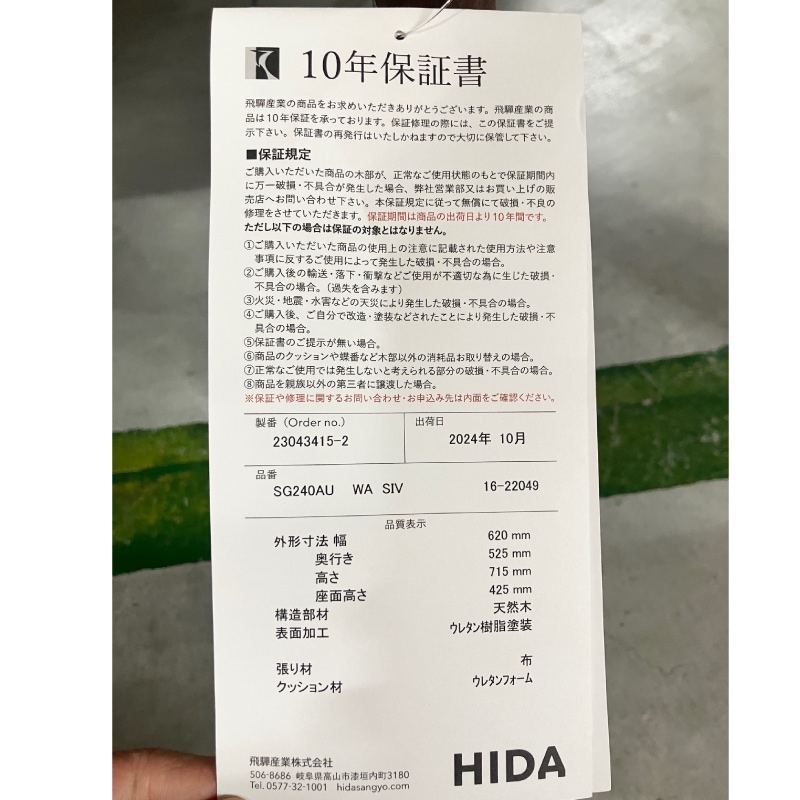 10年保証書
飛騨産業の商品をお求めいただきありがとうございます。飛騨産業の商
品は10年保証を承っております。保証修理の際には、この保証書をご提
示下さい。保証書の再発行はいたしかねますので大切に保管して下さい。
■保証規定
ご購入いただいた商品の木部が、正常なご使用状態のもとで保証期間内
に万一破損・不具合が発生した場合、弊社営業部又はお買い上げの販
売店へお問い合わせ下さい。本保証規定に従って無償にて破損・不良の
修理をさせていただきます。保証期間は商品の出荷日より10年間です。
ただし以下の場合は保証の対象とはなりません。
①ご購入いただいた商品の使用上の注意に記載された使用方法や注意
事項に反するご使用によって発生した破損・不具合の場合。
②ご購入後の輸送・落下・衝撃などご使用が不適切な為に生じた破損・
不具合の場合。(過失を含みます)
③火災・地震・水害などの天災により発生した破損・不具合の場合。
④ご購入後、ご自分で改造・塗装などされたことにより発生した破損・不
具合の場合。
⑤保証書のご提示が無い場合。
⑥商品のクッションや蝶番など木部以外の消耗品お取り替えの場合。
⑦正常なご使用では発生しないと考えられる部分の破損・不具合の場合。
⑧商品を親族以外の第三者に譲渡した場合。
※保証や修理に関するお問い合わせ・お申込み先は内面をご確認ください。
製番（Order no.） 出荷日
23043415-2 2024年 10月
品番
SG240AU WA SIV 16-22049
品質表示
外形寸法 幅 620 mm
奥行き 525 mm
高さ 715 mm
座面高さ 425 mm
構造部材 天然木
表面加工 ウレタン樹脂塗装
張り材 布
クッション材 ウレタンフォーム
飛騨産業株式会社
506-8686 岐阜県高山市漆垣内町3180
Tel. 0577-32-1001 hidasangyo.com
HIDA